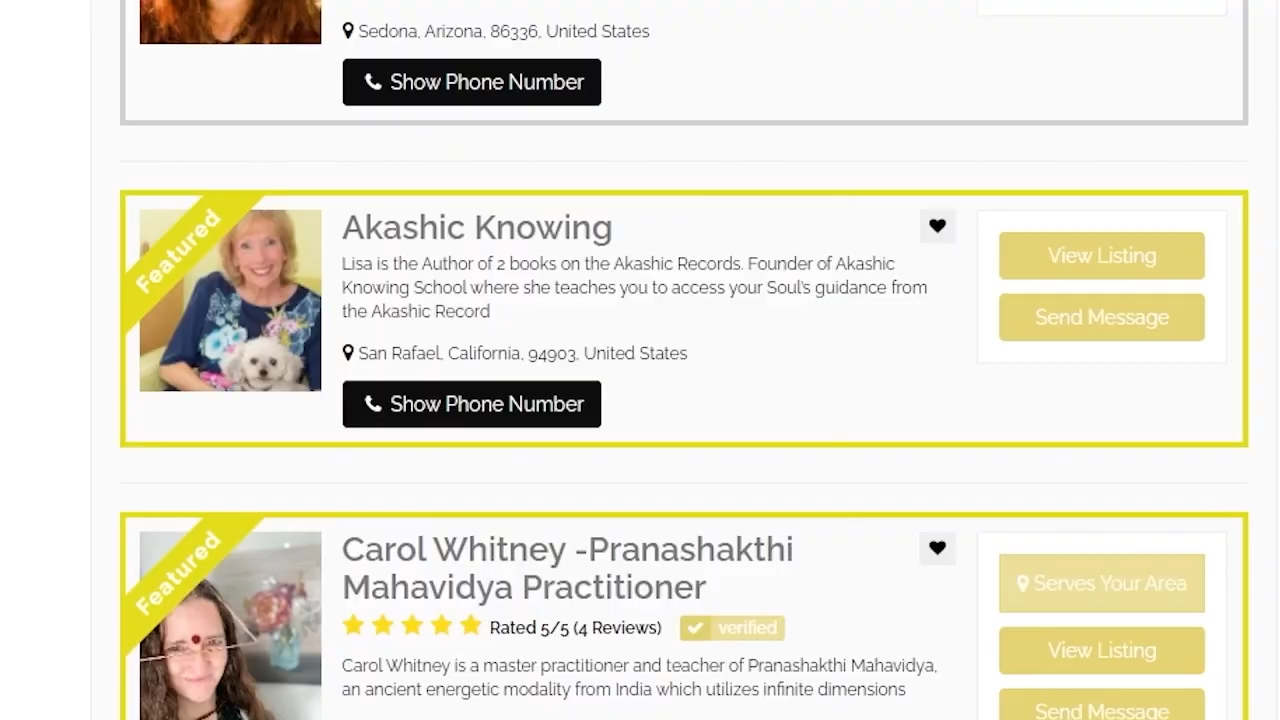 Sedona, Arizona, 86336, United States
Show Phone Number
Featured
Akashic Knowing
Lisa is the Author of 2 books on the Akashic Records. Founder of Akashic
Knowing School where she teaches you to access your Soul's guidance from
the Akashic Record
San Rafael, California, 94903, United States
Show Phone Number
View Listing
Send Message
Featured
Carol Whitney -Pranashakthi
Mahavidya Practitioner
Rated 5/5 (4 Reviews) verified
Carol Whitney is a master practitioner and teacher of Pranashakthi Mahavidya,
an ancient energetic modality from India which utilizes infinite dimensions
Serves Your Area
View Listing
Send Message